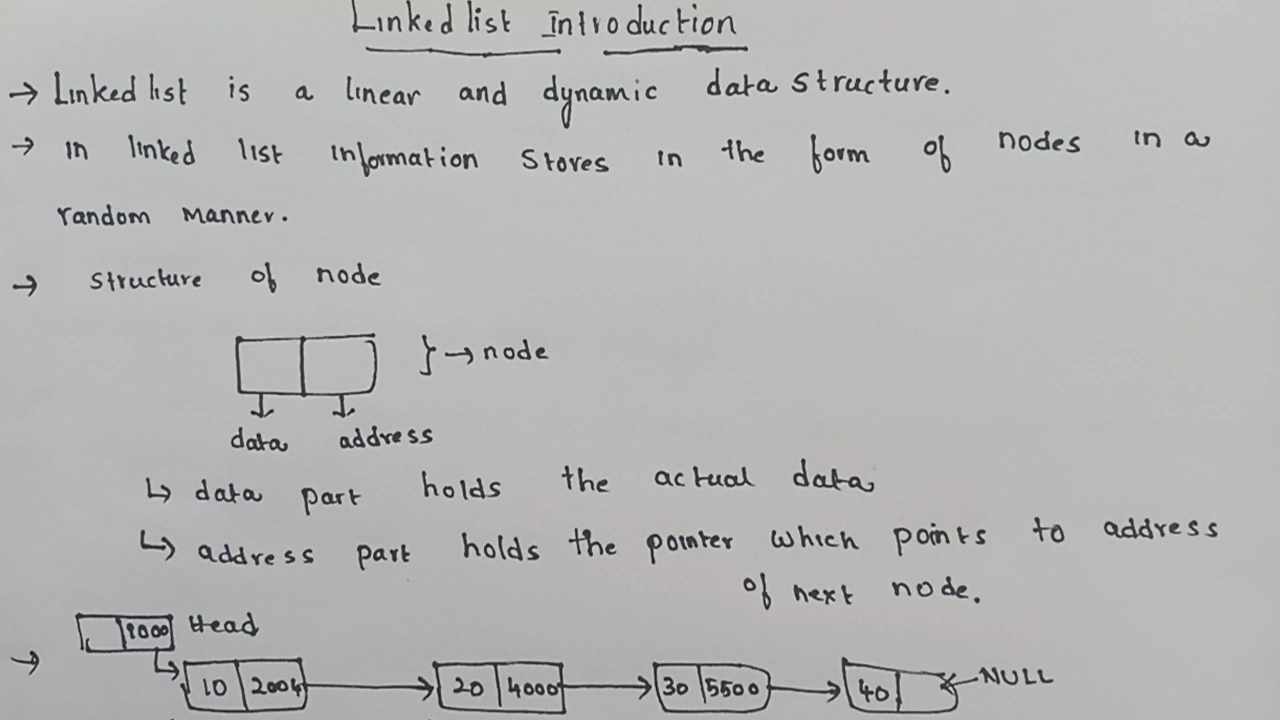 Linked list Introduction
→ Linked list is a linear and dynamic data structure.
→ in linked list information stores in the form of nodes in a
random manner.
→ structure of node
} → node
data address
↳ data part holds the actual data
↳ address part holds the pointer which points to address
of next node.
Head
→ 10 2004 20 4000 30 5500 40 NULL